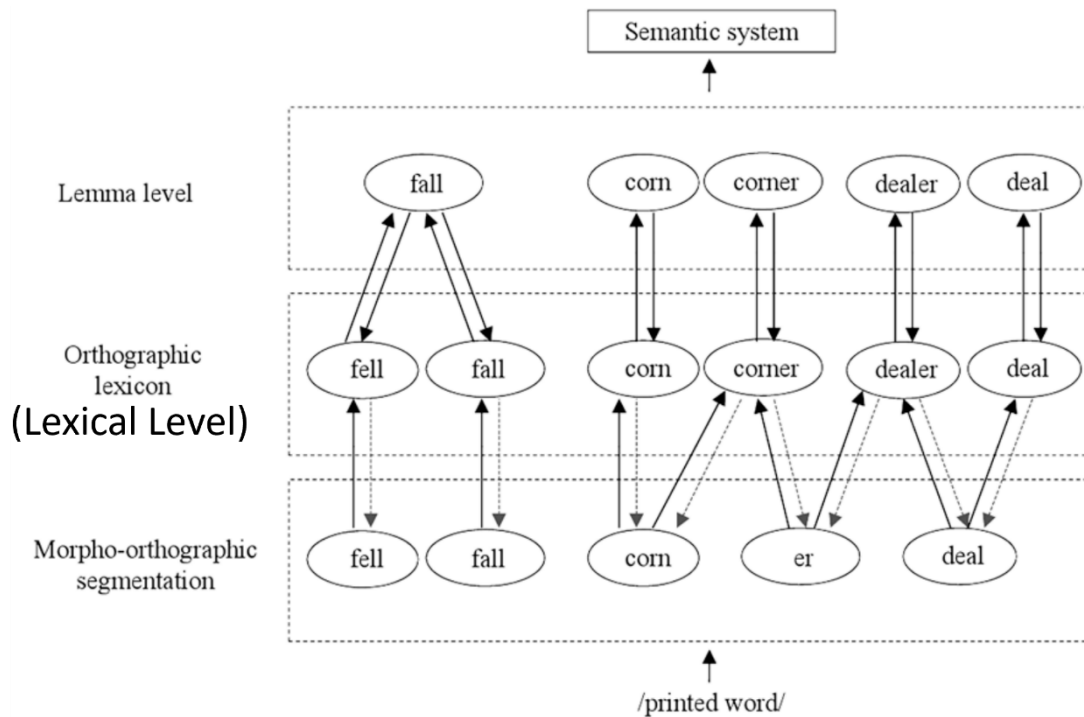 Semantic system
Lemma level
fall corn corner dealer deal
Orthographic
lexicon
(Lexical Level)
fell fall corn corner dealer deal
Morpho-orthographic
segmentation
fell fall corn er deal
/printed word/